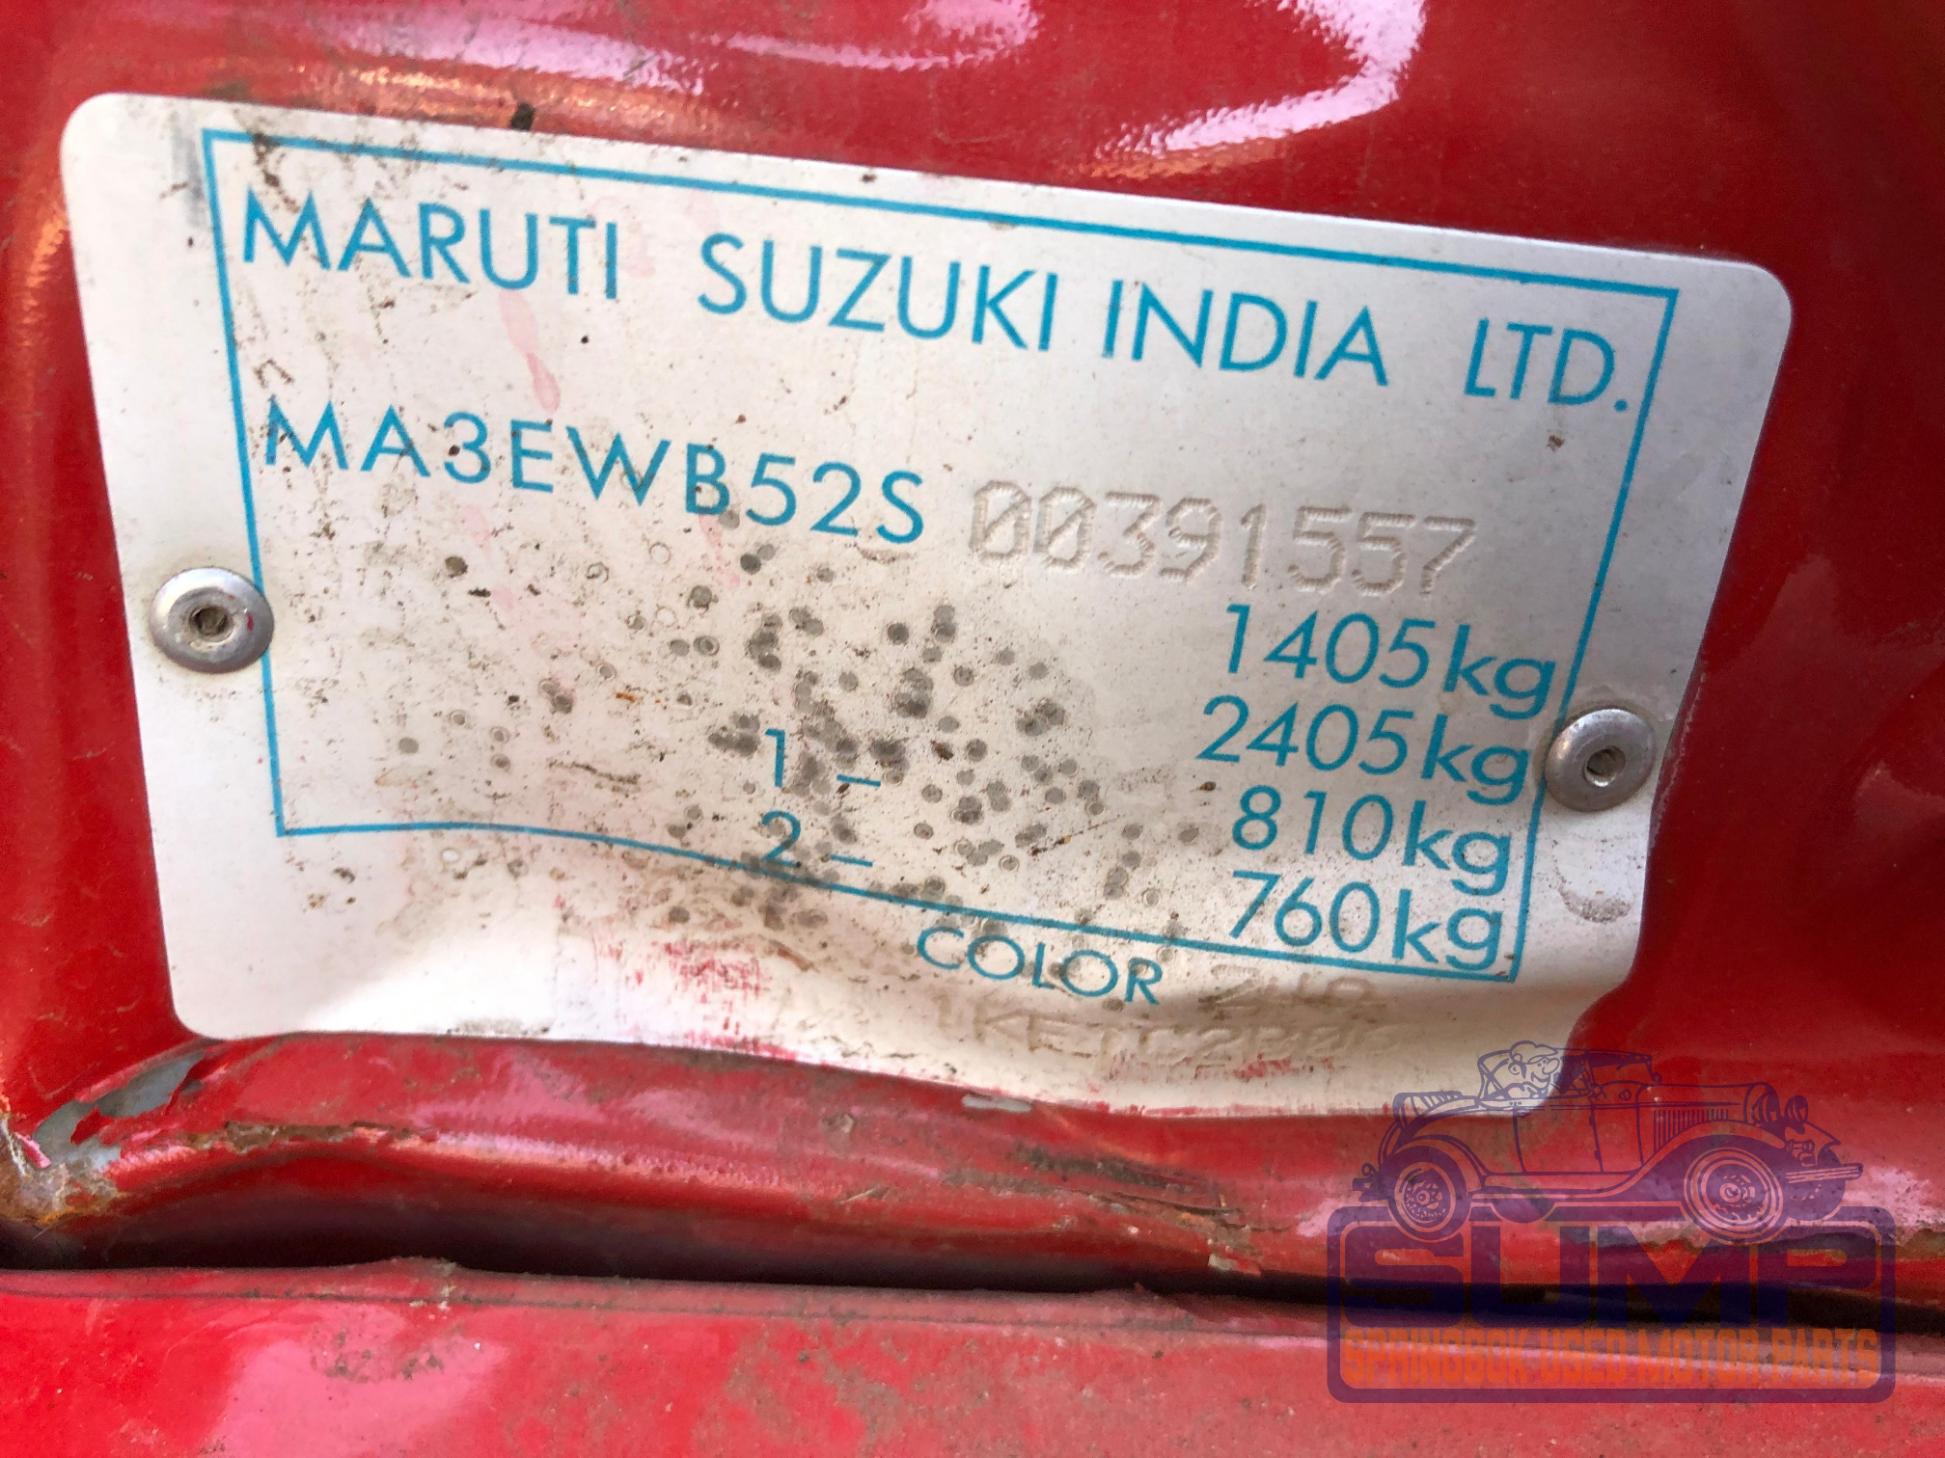 MARUTI SUZUKI INDIA LTD.
MA3EWB52S 00391557
1405kg
2405kg
1 – 810kg
2 – 760kg
COLOR
SUMP
SPRINGBOK USED MOTOR PARTS